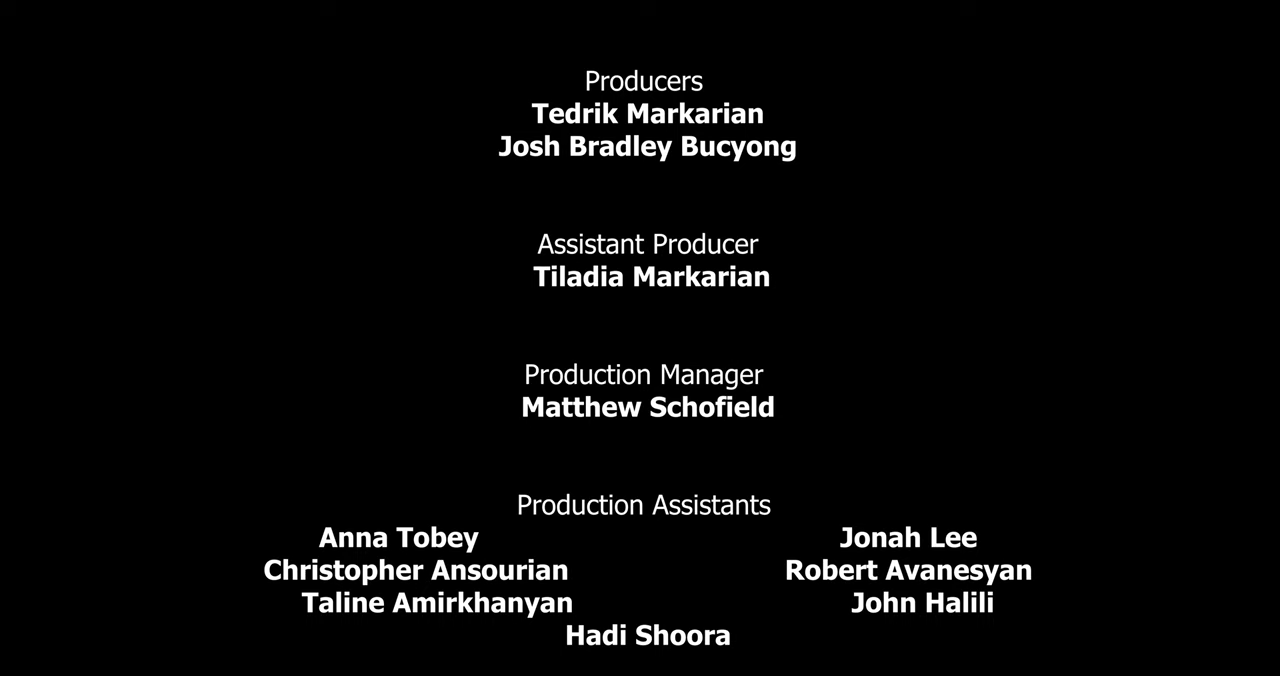 Producers
Tedrik Markarian
Josh Bradley Bucyong
Assistant Producer
Tiladia Markarian
Production Manager
Matthew Schofield
Production Assistants
Anna Tobey Jonah Lee
Christopher Ansourian Robert Avanesyan
Taline Amirkhanyan John Halili
Hadi Shoora